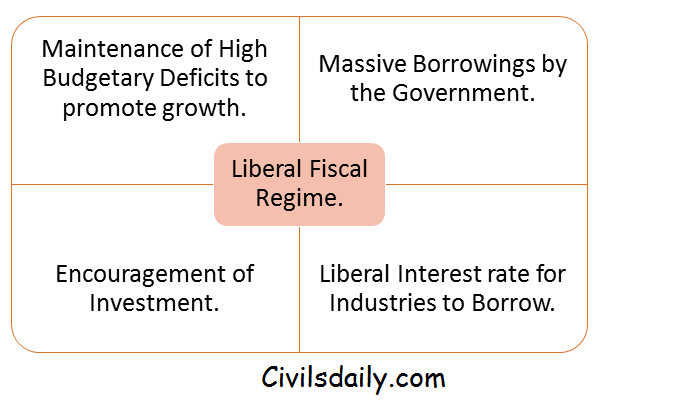 Maintenance of High
Budgetary Deficits to
promote growth.
Massive Borrowings by
the Government.
Liberal Fiscal
Regime.
Encouragement of
Investment.
Liberal Interest rate for
Industries to Borrow.
Civilsdaily.com